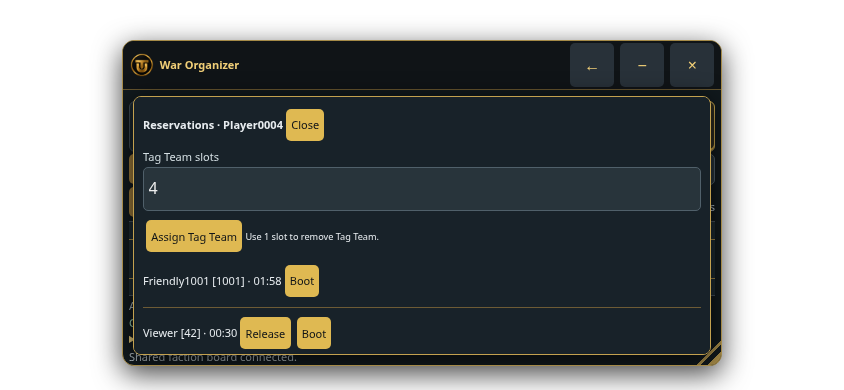 War Organizer
← − ×
Reservations · Player0004 Close
Tag Team slots
4
Assign Tag Team Use 1 slot to remove Tag Team.
Friendly1001 [1001] · 01:58 Boot
Viewer [42] · 00:30 Release Boot
Shared faction board connected.